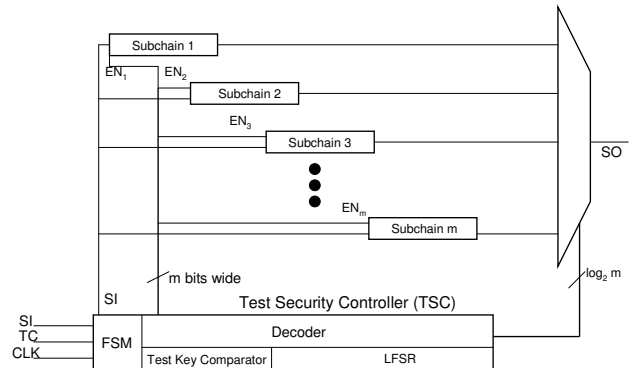 Subchain 1
EN1 EN2
Subchain 2
EN3
Subchain 3
SO
ENm
Subchain m
m bits wide
log2 m
SI
Test Security Controller (TSC)
SI
TC
CLK
FSM
Decoder
Test Key Comparator
LFSR